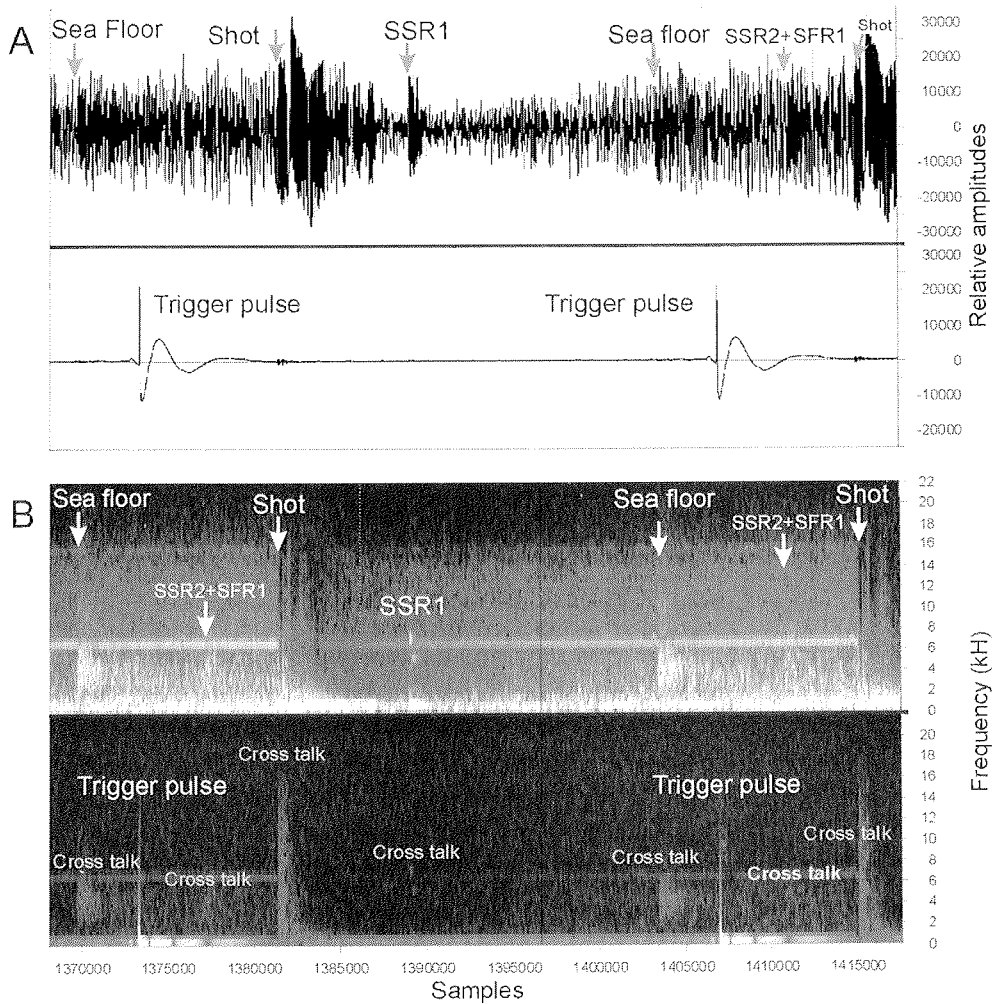 A
Sea Floor
Shot
SSR1
Sea floor
SSR2+SFR1
Shot
30000
20000
10000
0
-10000
-20000
-30000
Relative amplitudes
Trigger pulse
Trigger pulse
30000
20000
10000
0
-10000
-20000
B
Sea floor
Shot
SSR2+SFR1
SSR1
Sea floor
SSR2+SFR1
Shot
22
20
18
16
14
12
10
8
6
4
2
0
Frequency (kH)
Cross talk
Trigger pulse
Cross talk
Cross talk
Cross talk
Trigger pulse
Cross talk
Cross talk
Cross talk
20
18
16
14
12
10
8
6
4
2
0
1370000 1375000 1380000 1385000 1390000 1395000 1400000 1405000 1410000 1415000
Samples